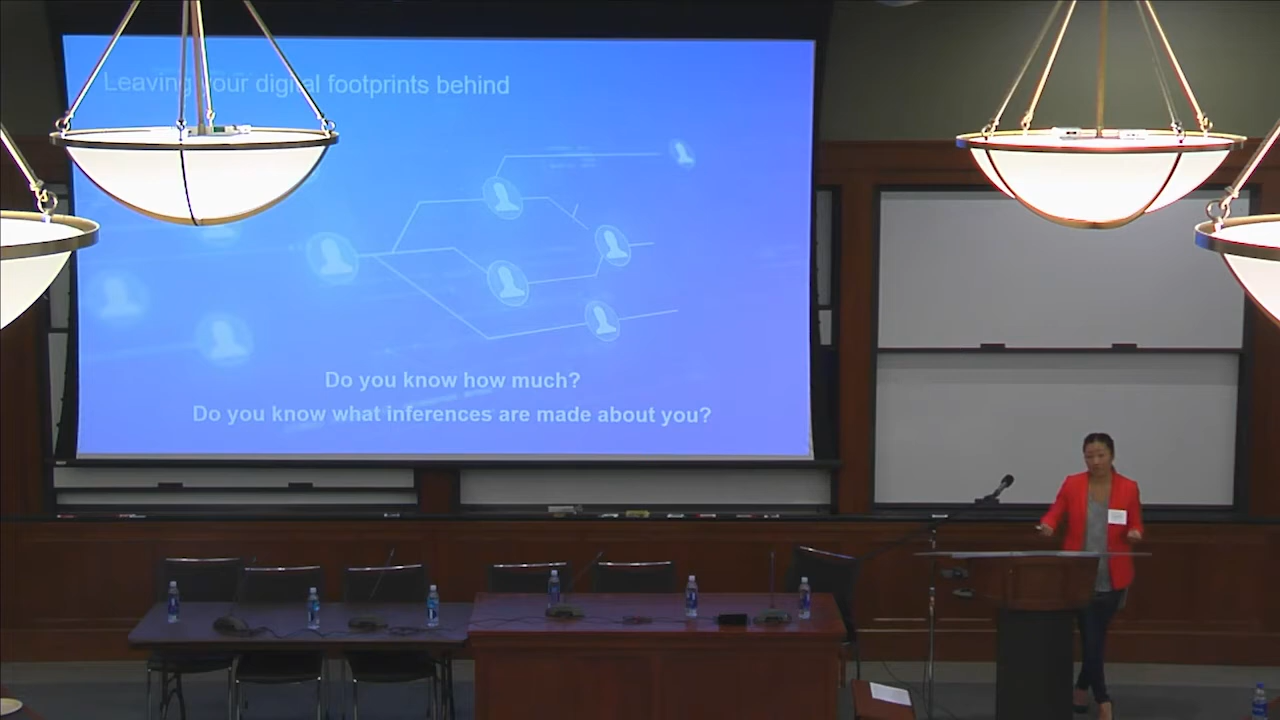 Leaving your digital footprints behind
Do you know how much?
Do you know what inferences are made about you?